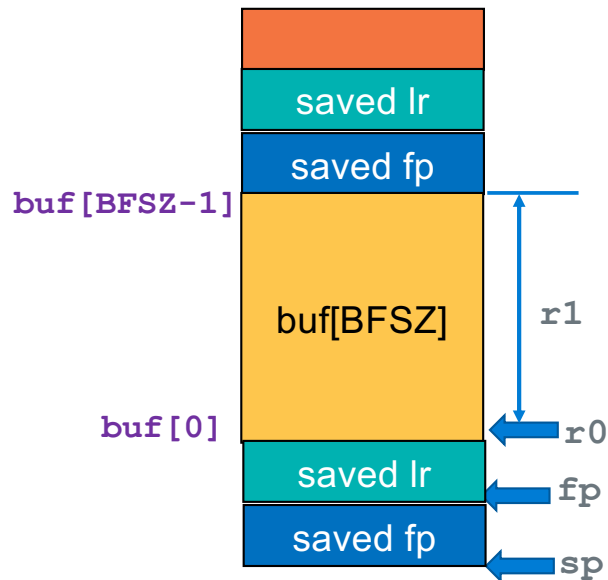 saved lr
saved fp
buf[BFSZ-1]
buf[BFSZ]
r1
buf[0]
r0
saved lr
fp
saved fp
sp